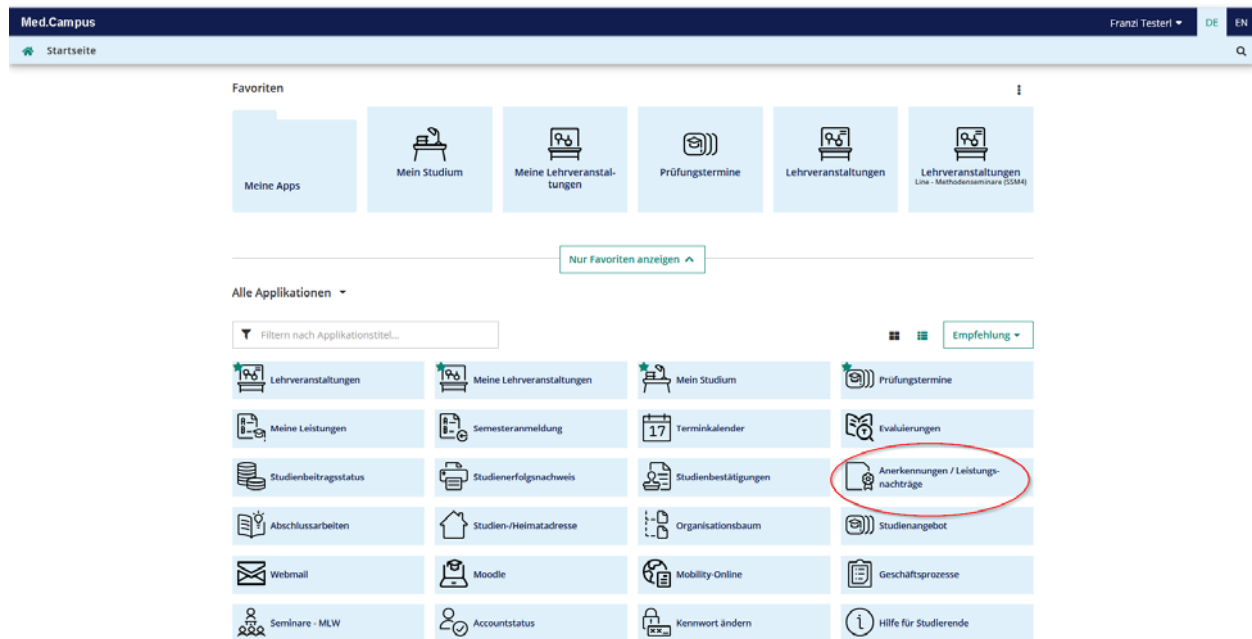 Med.Campus
Franzi Testerl
DE
EN
Startseite
Favoriten
Meine Apps
Mein Studium
Meine Lehrveranstal-
tungen
Prüfungstermine
Lehrveranstaltungen
Lehrveranstaltungen
Line - Methodenseminare (SSM4)
Nur Favoriten anzeigen
Alle Applikationen
Filtern nach Applikationstitel...
Empfehlung
Lehrveranstaltungen
Meine Lehrveranstaltungen
Mein Studium
Prüfungstermine
Meine Leistungen
Semesteranmeldung
17
Terminkalender
Evaluierungen
Studienbeitragsstatus
Studienerfolgsnachweis
Studienbestätigungen
Anerkennungen / Leistungs-
nachträge
Abschlussarbeiten
Studien-/Heimatadresse
Organisationsbaum
Studienangebot
Webmail
Moodle
Mobility-Online
Geschäftsprozesse
Seminare - MLW
Accountstatus
Kennwort ändern
Hilfe für Studierende